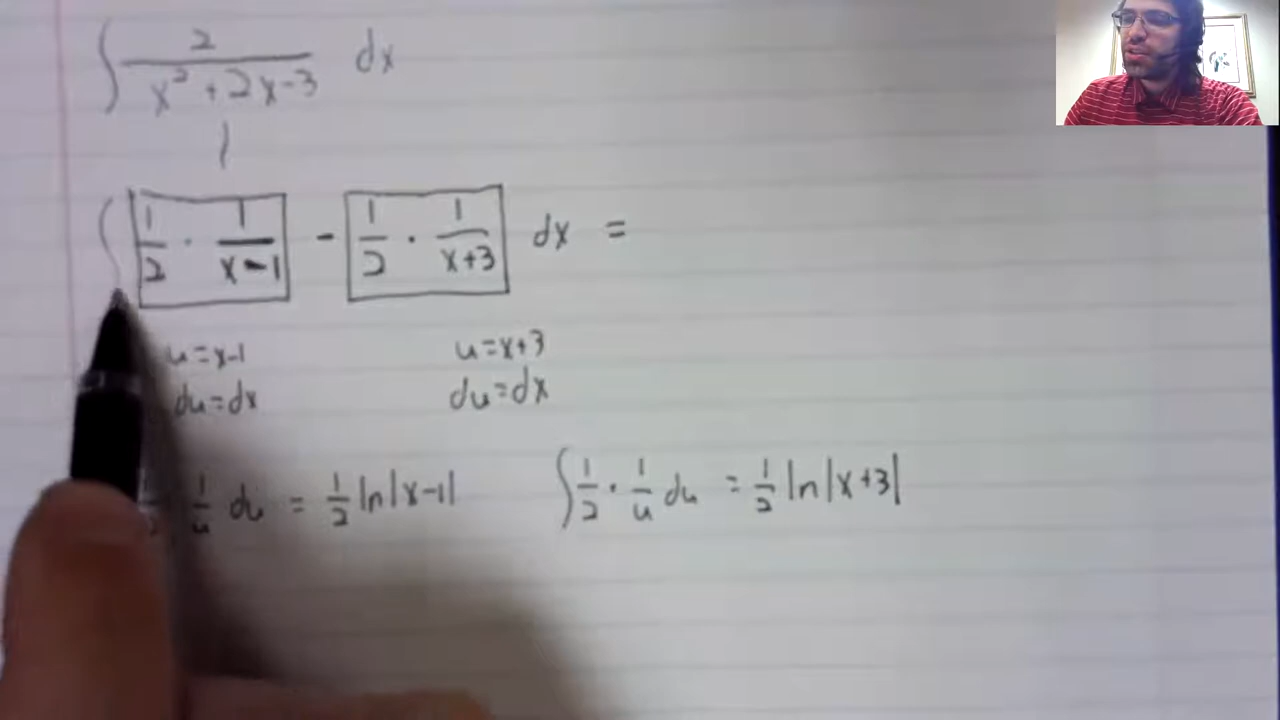 ∫ 2/(x² + 2x - 3) dx
∫ 1/2 · 1/(x - 1) - 1/2 · 1/(x+3) dx =
u = x-1 u = x+3
du = dx du = dx
1/u du = 1/2 ln|x-1| ∫ 1/2 · 1/u du = 1/2 ln|x+3|